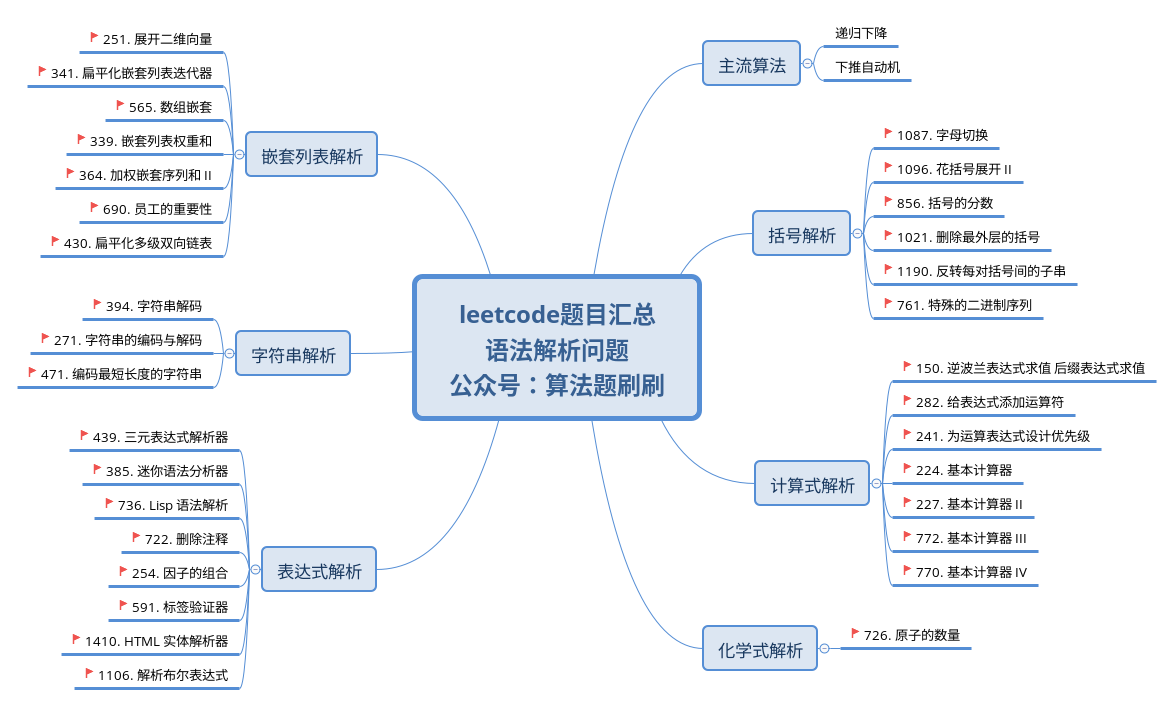 leetcode题目汇总
语法解析问题
公众号：算法题刷刷
主流算法
递归下降
下推自动机
括号解析
1087. 字母切换
1096. 花括号展开 II
856. 括号的分数
1021. 删除最外层的括号
1190. 反转每对括号间的子串
761. 特殊的二进制序列
计算式解析
150. 逆波兰表达式求值 后缀表达式求值
282. 给表达式添加运算符
241. 为运算表达式设计优先级
224. 基本计算器
227. 基本计算器 II
772. 基本计算器 III
770. 基本计算器 IV
化学式解析
726. 原子的数量
嵌套列表解析
251. 展开二维向量
341. 扁平化嵌套列表迭代器
565. 数组嵌套
339. 嵌套列表权重和
364. 加权嵌套序列和 II
690. 员工的重要性
430. 扁平化多级双向链表
字符串解析
394. 字符串解码
271. 字符串的编码与解码
471. 编码最短长度的字符串
表达式解析
439. 三元表达式解析器
385. 迷你语法分析器
736. Lisp 语法解析
722. 删除注释
254. 因子的组合
591. 标签验证器
1410. HTML 实体解析器
1106. 解析布尔表达式